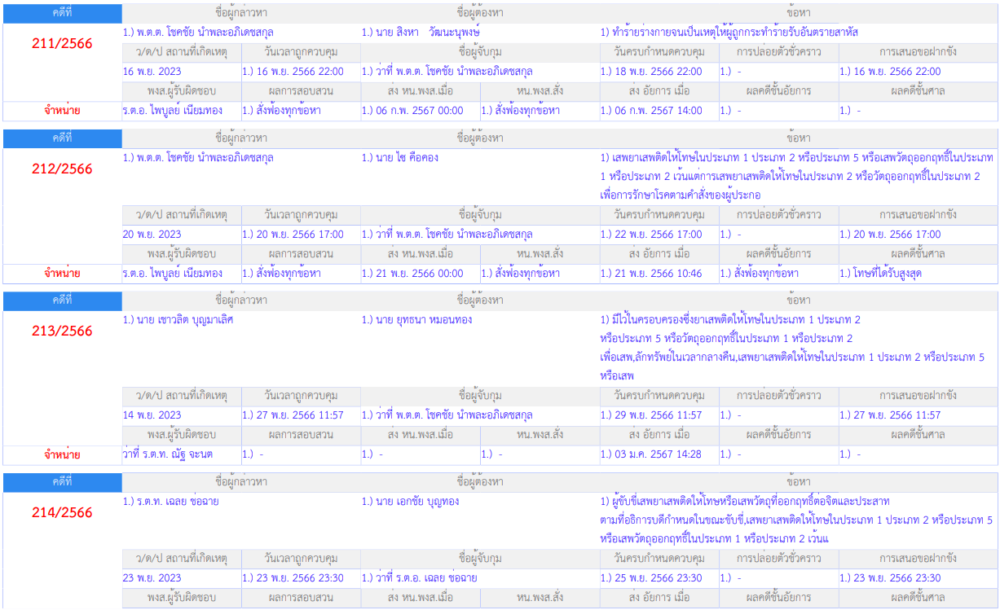 คดีที่ ชื่อผู้กล่าวหา ชื่อผู้ต้องหา ข้อหา
211/2566 1.) พ.ต.ต. โชคชัย นำพละอภิเดชสกุล 1.) นาย สิงหา วัฒนะนุพงษ์ 1) ทำร้ายร่างกายจนเป็นเหตุให้ผู้ถูกกระทำร้ายรับอันตรายสาหัส
ว/ด/ป สถานที่เกิดเหตุ วันเวลาถูกควบคุม ชื่อผู้จับกุม วันครบกำหนดควบคุม การปล่อยตัวชั่วคราว การเสนอขอฝากขัง
16 พ.ย. 2023 1.) 16 พ.ย. 2566 22:00 1.) ว่าที่ พ.ต.ต. โชคชัย นำพละอภิเดชสกุล 1.) 18 พ.ย. 2566 22:00 1.) - 1.) 16 พ.ย. 2566 22:00
พงส.ผู้รับผิดชอบ ผลการสอบสวน ส่ง หน.พงส.เมื่อ หน.พงส.สั่ง ส่ง อัยการ เมื่อ ผลคดีชั้นอัยการ ผลคดีชั้นศาล
จำหน่าย ร.ต.อ. ไพบูลย์ เนียมทอง 1.) สั่งฟ้องทุกข้อหา 1.) 06 ก.พ. 2567 00:00 1.) สั่งฟ้องทุกข้อหา 1.) 06 ก.พ. 2567 14:00 1.) - 1.) -
คดีที่ ชื่อผู้กล่าวหา ชื่อผู้ต้องหา ข้อหา
212/2566 1.) พ.ต.ต. โชคชัย นำพละอภิเดชสกุล 1.) นาย ไซ คือคอง 1) เสพยาเสพติดให้โทษในประเภท 1 ประเภท 2 หรือประเภท 5 หรือเสพวัตถุออกฤทธิ์ในประเภท
1 หรือประเภท 2 เว้นแต่การเสพยาเสพติดให้โทษในประเภท 2 หรือวัตถุออกฤทธิ์ในประเภท 2
เพื่อการรักษาโรคตามคำสั่งของผู้ประกอ
ว/ด/ป สถานที่เกิดเหตุ วันเวลาถูกควบคุม ชื่อผู้จับกุม วันครบกำหนดควบคุม การปล่อยตัวชั่วคราว การเสนอขอฝากขัง
20 พ.ย. 2023 1.) 20 พ.ย. 2566 17:00 1.) ว่าที่ พ.ต.ต. โชคชัย นำพละอภิเดชสกุล 1.) 22 พ.ย. 2566 17:00 1.) - 1.) 20 พ.ย. 2566 17:00
พงส.ผู้รับผิดชอบ ผลการสอบสวน ส่ง หน.พงส.เมื่อ หน.พงส.สั่ง ส่ง อัยการ เมื่อ ผลคดีชั้นอัยการ ผลคดีชั้นศาล
จำหน่าย ร.ต.อ. ไพบูลย์ เนียมทอง 1.) สั่งฟ้องทุกข้อหา 1.) 21 พ.ย. 2566 00:00 1.) สั่งฟ้องทุกข้อหา 1.) 21 พ.ย. 2566 10:46 1.) สั่งฟ้องทุกข้อหา 1.) โทษที่ได้รับสูงสุด
คดีที่ ชื่อผู้กล่าวหา ชื่อผู้ต้องหา ข้อหา
213/2566 1.) นาย เชาวลิต บุญมาเลิศ 1.) นาย ยุทธนา หมอนทอง 1) มีไว้ในครอบครองซึ่งยาเสพติดให้โทษในประเภท 1 ประเภท 2
หรือประเภท 5 หรือวัตถุออกฤทธิ์ในประเภท 1 หรือประเภท 2
เพื่อเสพ,ลักทรัพย์ในเวลากลางคืน,เสพยาเสพติดให้โทษในประเภท 1 ประเภท 2 หรือประเภท 5
หรือเสพ
ว/ด/ป สถานที่เกิดเหตุ วันเวลาถูกควบคุม ชื่อผู้จับกุม วันครบกำหนดควบคุม การปล่อยตัวชั่วคราว การเสนอขอฝากขัง
14 พ.ย. 2023 1.) 27 พ.ย. 2566 11:57 1.) ว่าที่ พ.ต.ต. โชคชัย นำพละอภิเดชสกุล 1.) 29 พ.ย. 2566 11:57 1.) - 1.) 27 พ.ย. 2566 11:57
พงส.ผู้รับผิดชอบ ผลการสอบสวน ส่ง หน.พงส.เมื่อ หน.พงส.สั่ง ส่ง อัยการ เมื่อ ผลคดีชั้นอัยการ ผลคดีชั้นศาล
จำหน่าย ว่าที่ ร.ต.ท. ณัฐ จะนต 1.) - 1.) - 1.) - 1.) 03 ม.ค. 2567 14:28 1.) - 1.) -
คดีที่ ชื่อผู้กล่าวหา ชื่อผู้ต้องหา ข้อหา
214/2566 1.) ร.ต.ท. เฉลย ช่อฉาย 1.) นาย เอกชัย บุญทอง 1) ผู้ขับขี่เสพยาเสพติดให้โทษหรือเสพวัตถุที่ออกฤทธิ์ต่อจิตและประสาท
ตามที่อธิการบดีกำหนดในขณะขับขี่,เสพยาเสพติดให้โทษในประเภท 1 ประเภท 2 หรือประเภท 5
หรือเสพวัตถุออกฤทธิ์ในประเภท 1 หรือประเภท 2 เว้นแ
ว/ด/ป สถานที่เกิดเหตุ วันเวลาถูกควบคุม ชื่อผู้จับกุม วันครบกำหนดควบคุม การปล่อยตัวชั่วคราว การเสนอขอฝากขัง
23 พ.ย. 2023 1.) 23 พ.ย. 2566 23:30 1.) ว่าที่ ร.ต.อ. เฉลย ช่อฉาย 1.) 25 พ.ย. 2566 23:30 1.) - 1.) 23 พ.ย. 2566 23:30
พงส.ผู้รับผิดชอบ ผลการสอบสวน ส่ง หน.พงส.เมื่อ หน.พงส.สั่ง ส่ง อัยการ เมื่อ ผลคดีชั้นอัยการ ผลคดีชั้นศาล